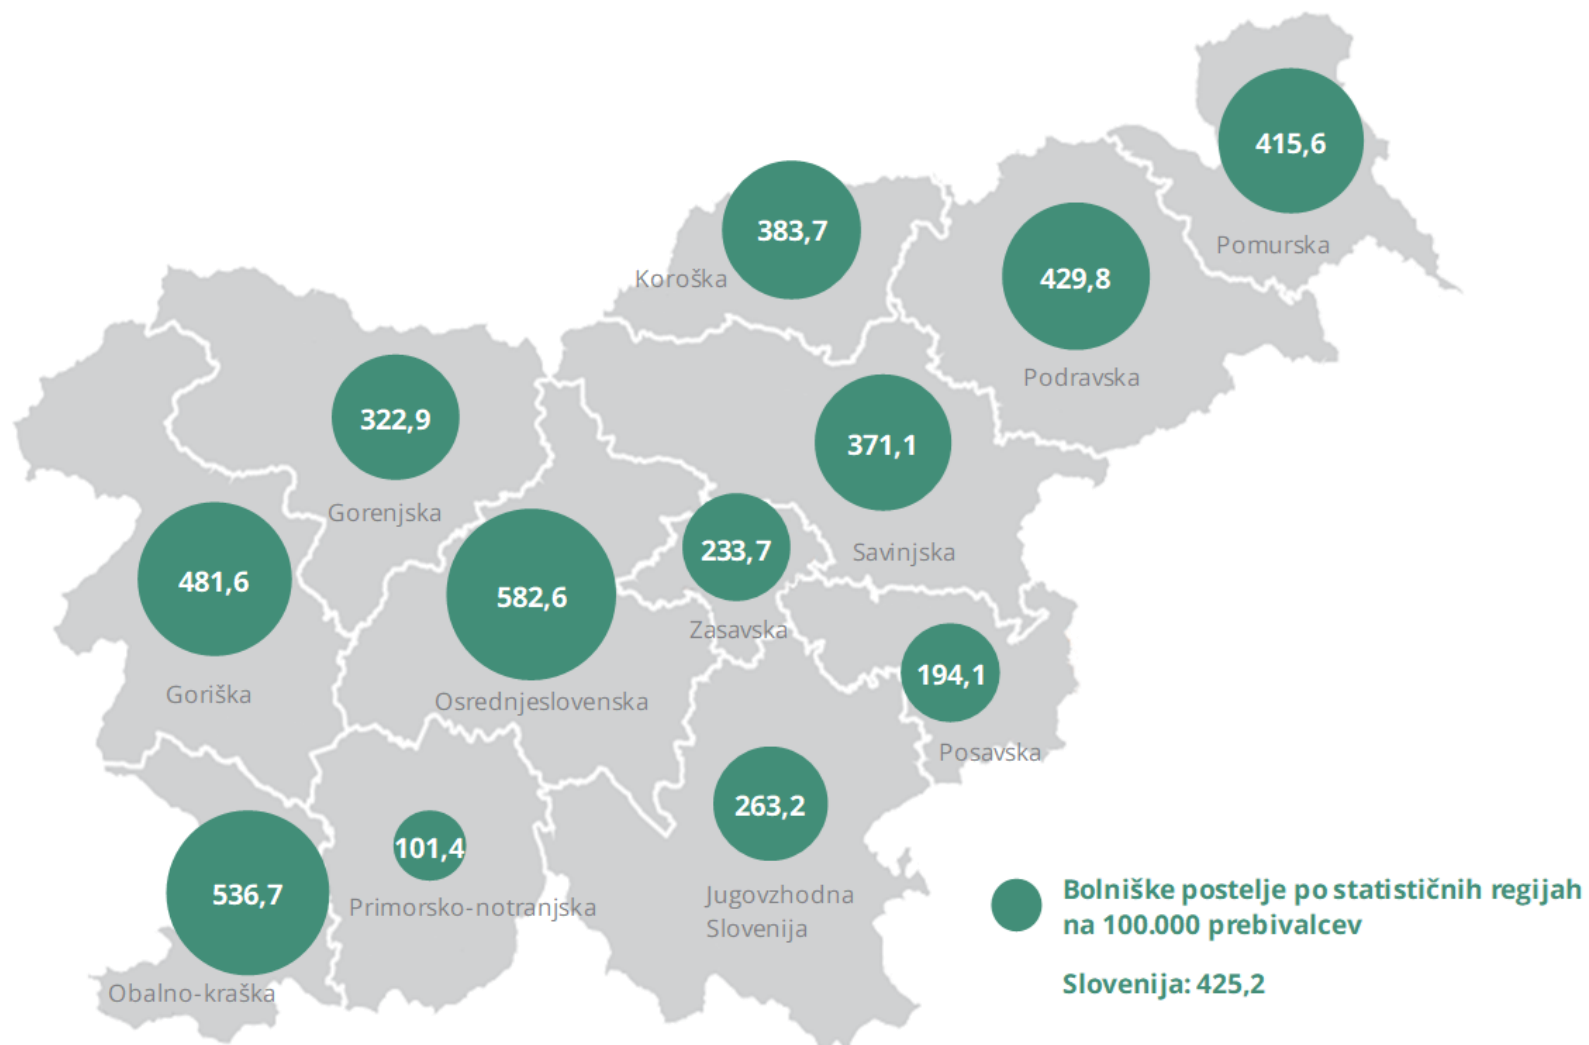 415,6
Pomurska
383,7
Koroška
429,8
Podravska
322,9
Gorenjska
371,1
Savinjska
481,6
Goriška
582,6
Osrednjeslovenska
233,7
Zasavska
194,1
Posavska
263,2
Jugovzhodna
Slovenija
101,4
Primorsko-notranjska
536,7
Obalno-kraška
Bolniške postelje po statističnih regijah
na 100.000 prebivalcev
Slovenija: 425,2